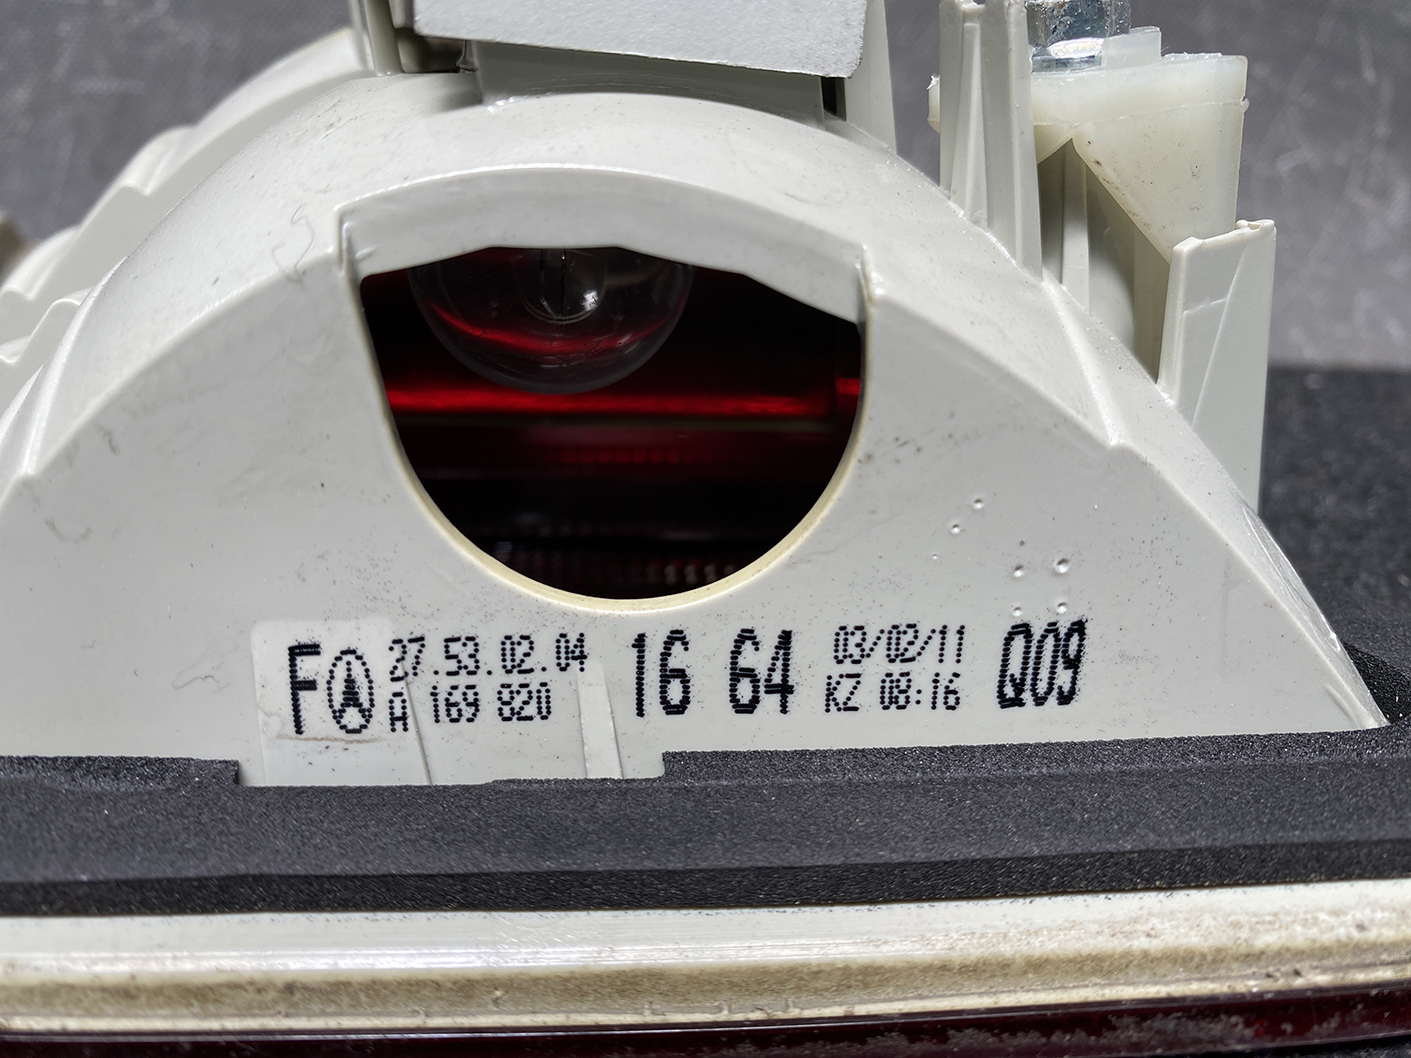 F 27.53.02.04 16 64 03/02/11 Q09
A 169 820 KZ 08:16